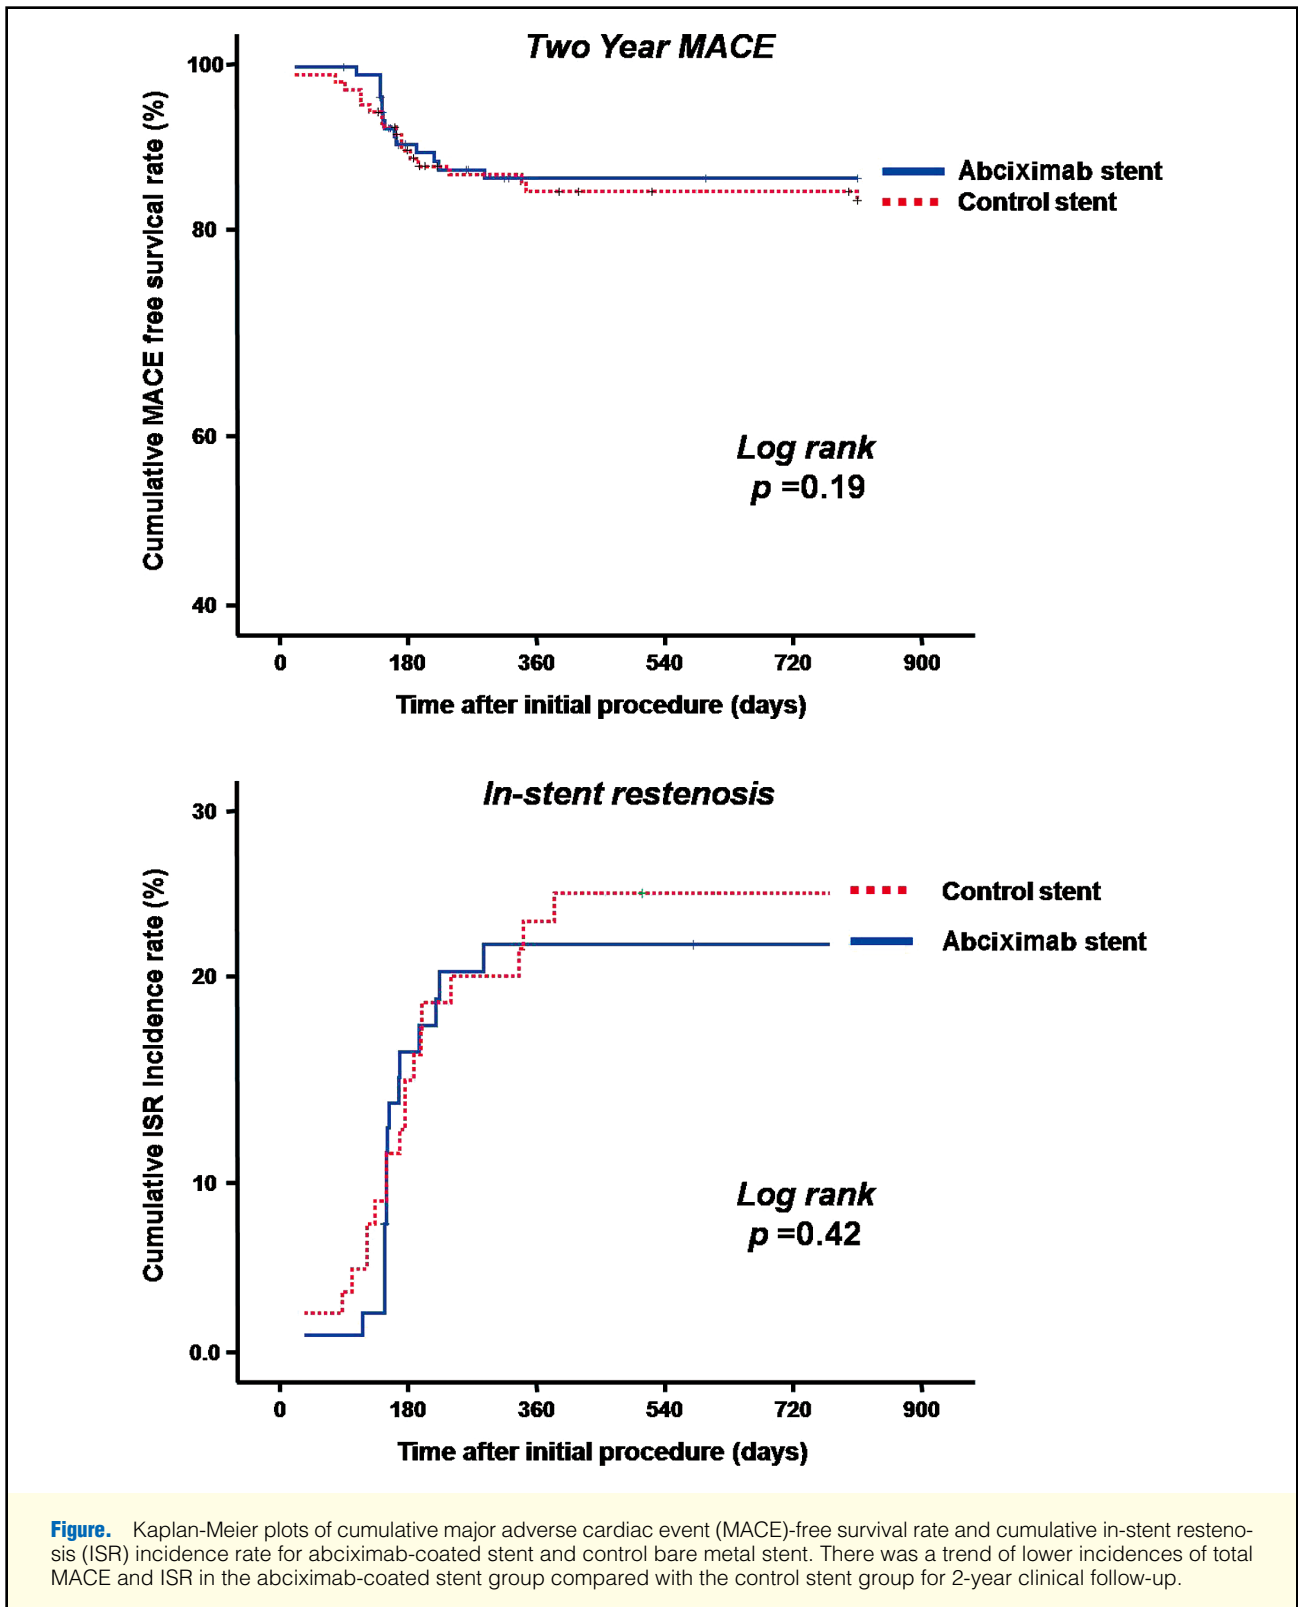 Two Year MACE
Cumulative MACE free survical rate (%)
100
80
60
40
Abciximab stent
Control stent
Log rank
p =0.19
0 180 360 540 720 900
Time after initial procedure (days)
In-stent restenosis
Cumulative ISR Incidence rate (%)
30
20
10
0.0
Control stent
Abciximab stent
Log rank
p =0.42
0 180 360 540 720 900
Time after initial procedure (days)
Figure. Kaplan-Meier plots of cumulative major adverse cardiac event (MACE)-free survival rate and cumulative in-stent resteno-
sis (ISR) incidence rate for abciximab-coated stent and control bare metal stent. There was a trend of lower incidences of total
MACE and ISR in the abciximab-coated stent group compared with the control stent group for 2-year clinical follow-up.